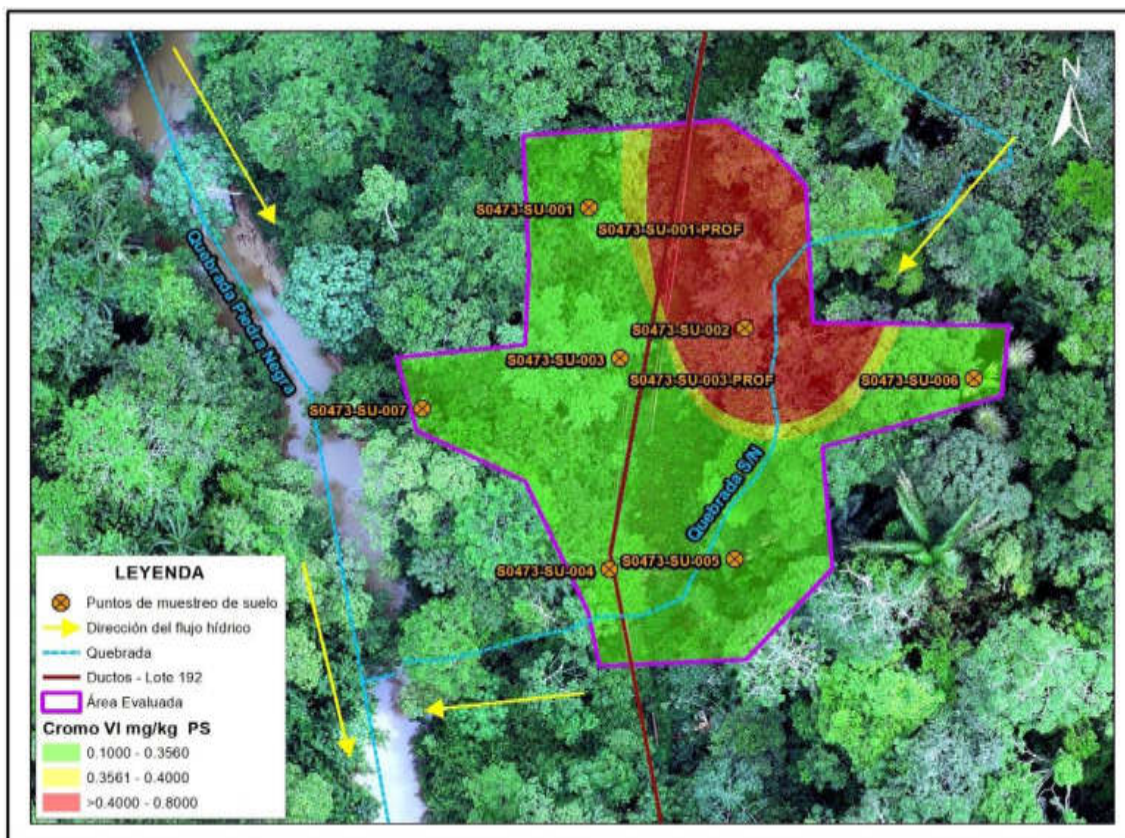 N
S0473-SU-001
S0473-SU-001-PROF
Quebrada Piedra Negra
S0473-SU-002
S0473-SU-003
S0473-SU-003-PROF
S0473-SU-006
S0473-SU-007
Quebrada S/N
S0473-SU-005
S0473-SU-004
LEYENDA
Puntos de muestreo de suelo
Dirección del flujo hídrico
Quebrada
Ductos - Lote 192
Área Evaluada
Cromo VI mg/kg PS
0.1000 - 0.3560
0.3561 - 0.4000
>0.4000 - 0.8000